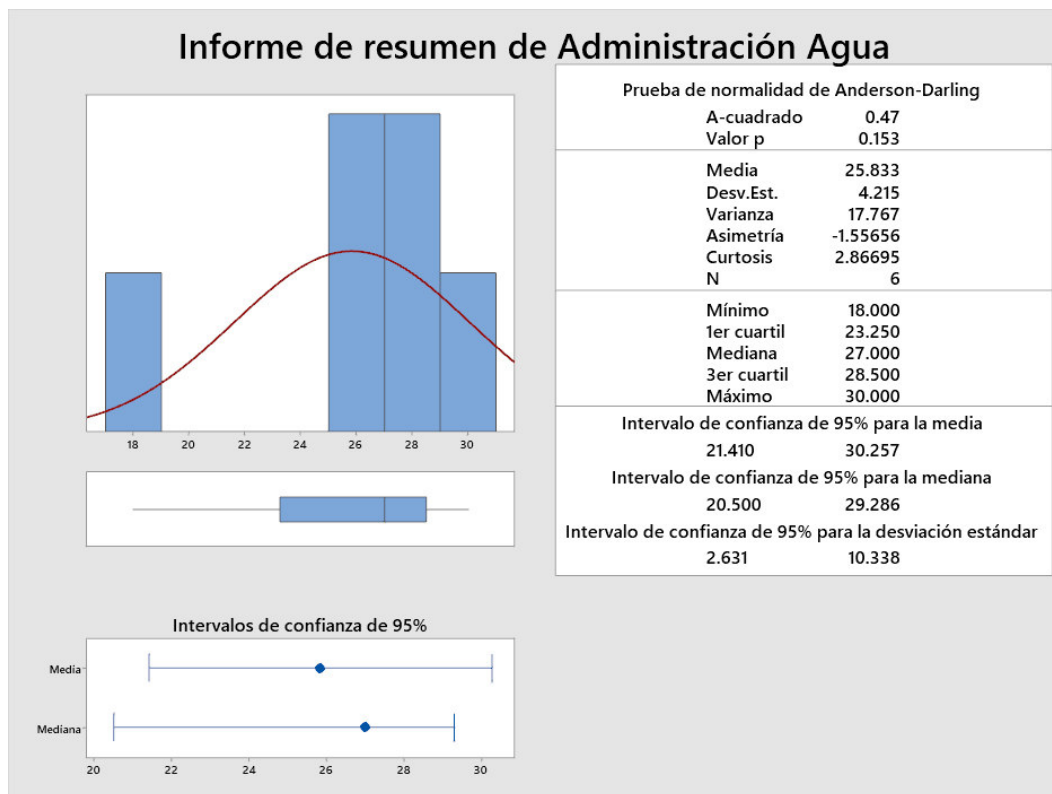 Informe de resumen de Administración Agua
18 20 22 24 26 28 30
Intervalos de confianza de 95%
Media
Mediana
20 22 24 26 28 30
Prueba de normalidad de Anderson-Darling
A-cuadrado 0.47
Valor p 0.153
Media 25.833
Desv.Est. 4.215
Varianza 17.767
Asimetría -1.55656
Curtosis 2.86695
N 6
Mínimo 18.000
1er cuartil 23.250
Mediana 27.000
3er cuartil 28.500
Máximo 30.000
Intervalo de confianza de 95% para la media
21.410 30.257
Intervalo de confianza de 95% para la mediana
20.500 29.286
Intervalo de confianza de 95% para la desviación estándar
2.631 10.338